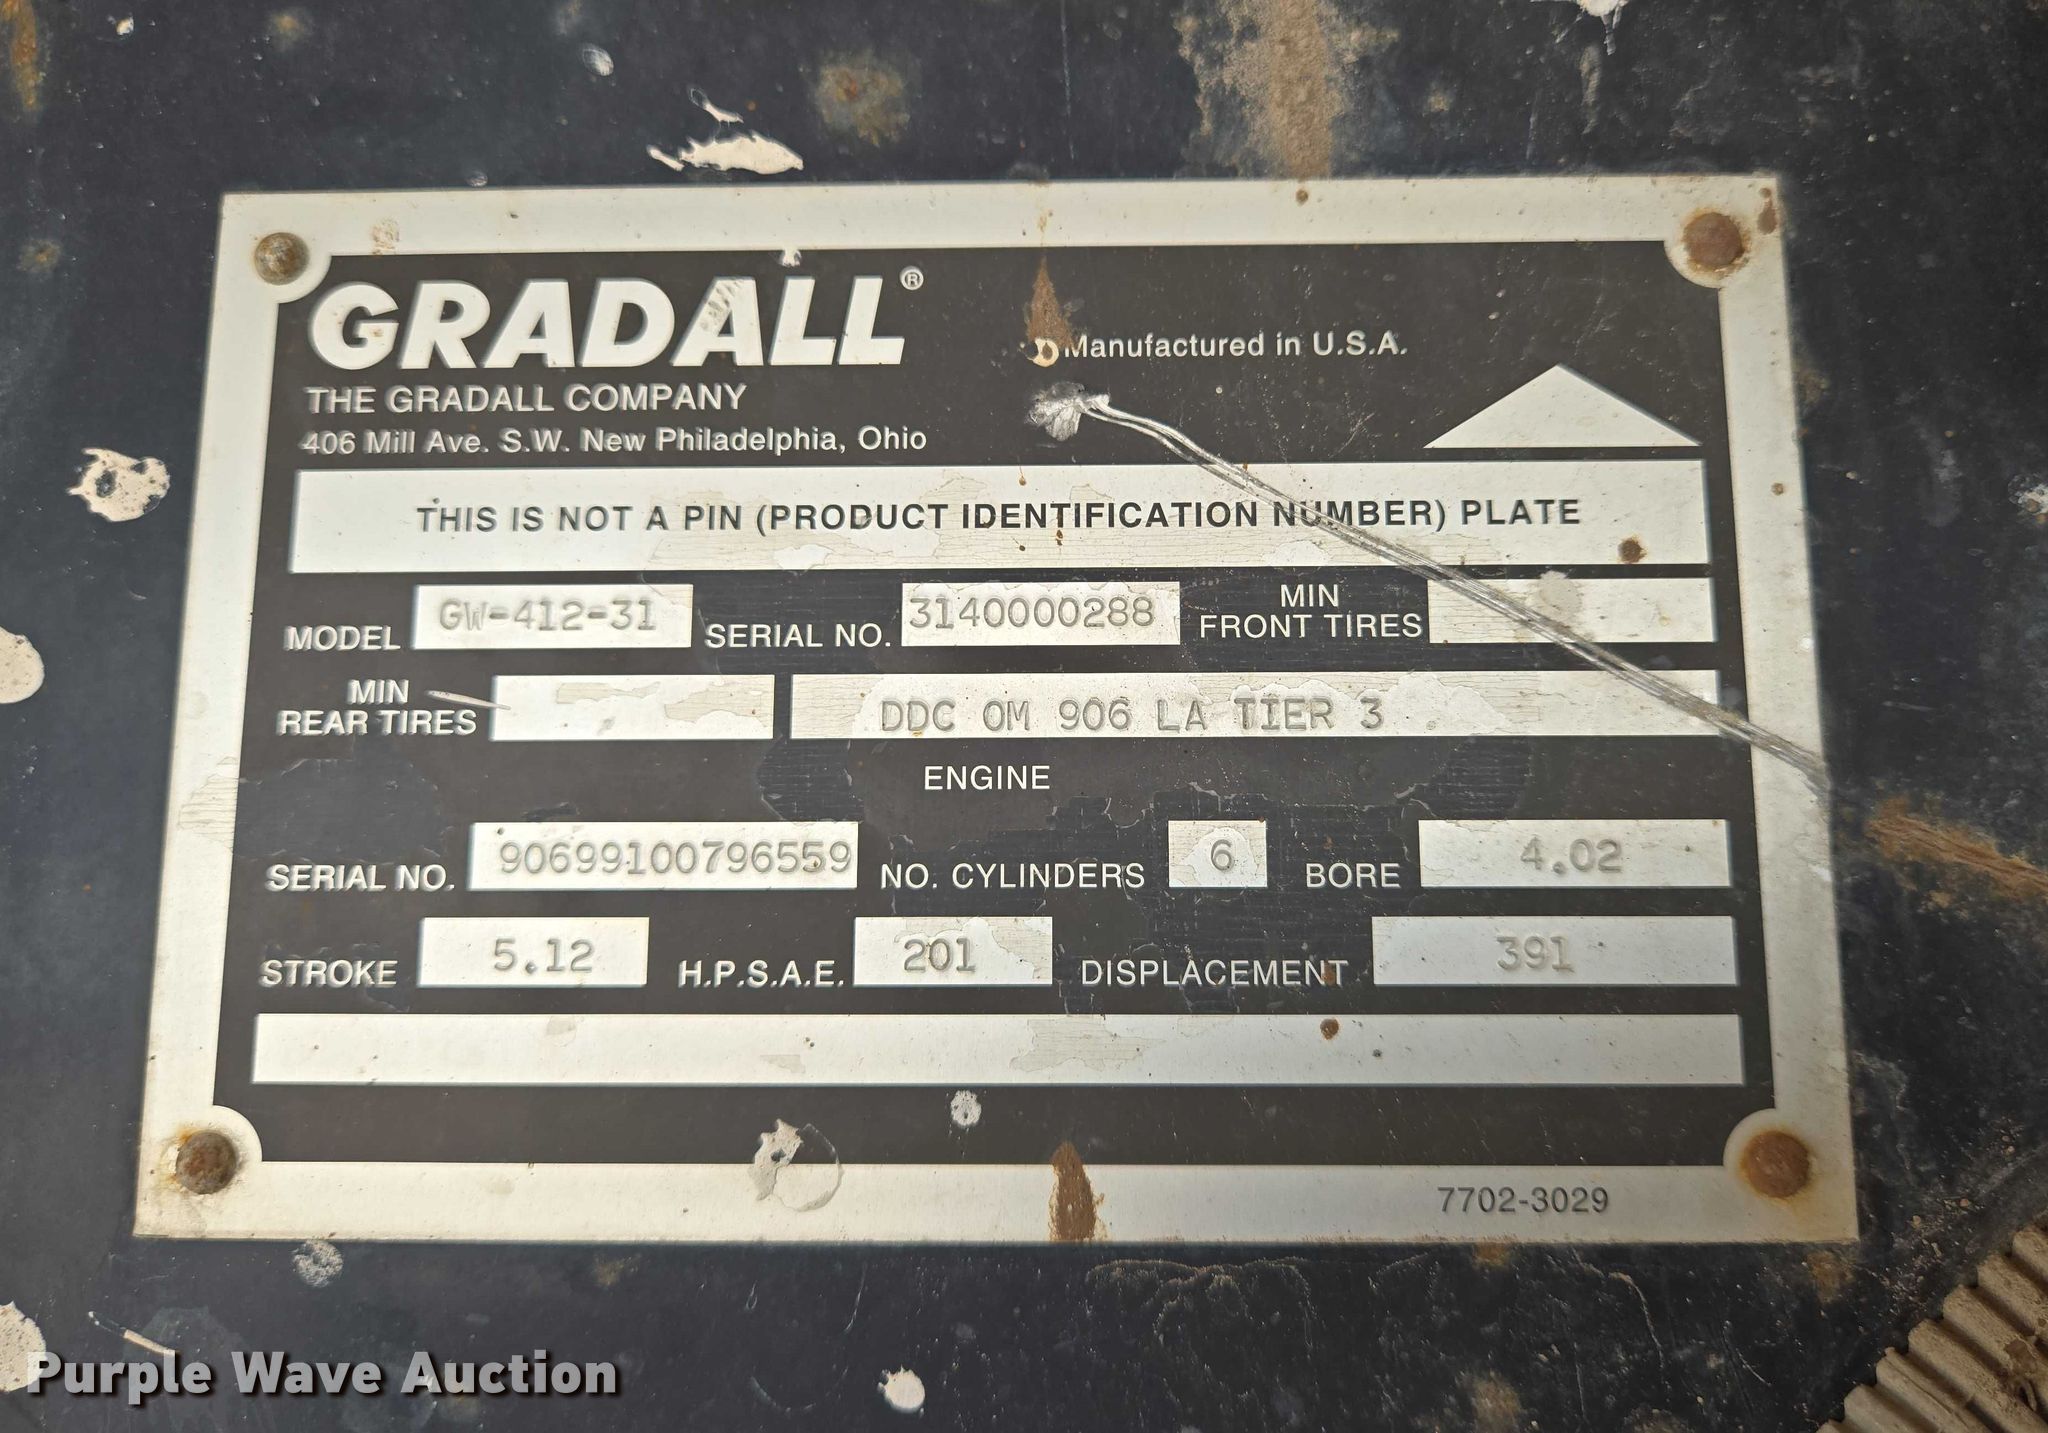 GRADALL®
Manufactured in U.S.A.
THE GRADALL COMPANY
406 Mill Ave. S.W. New Philadelphia, Ohio
THIS IS NOT A PIN (PRODUCT IDENTIFICATION NUMBER) PLATE
MODEL GW-412-31 SERIAL NO. 3140000288 MIN FRONT TIRES
MIN REAR TIRES DDC OM 906 LA TIER 3
ENGINE
SERIAL NO. 90699100796559 NO. CYLINDERS 6 BORE 4.02
STROKE 5.12 H.P.S.A.E. 201 DISPLACEMENT 391
7702-3029
Purple Wave Auction